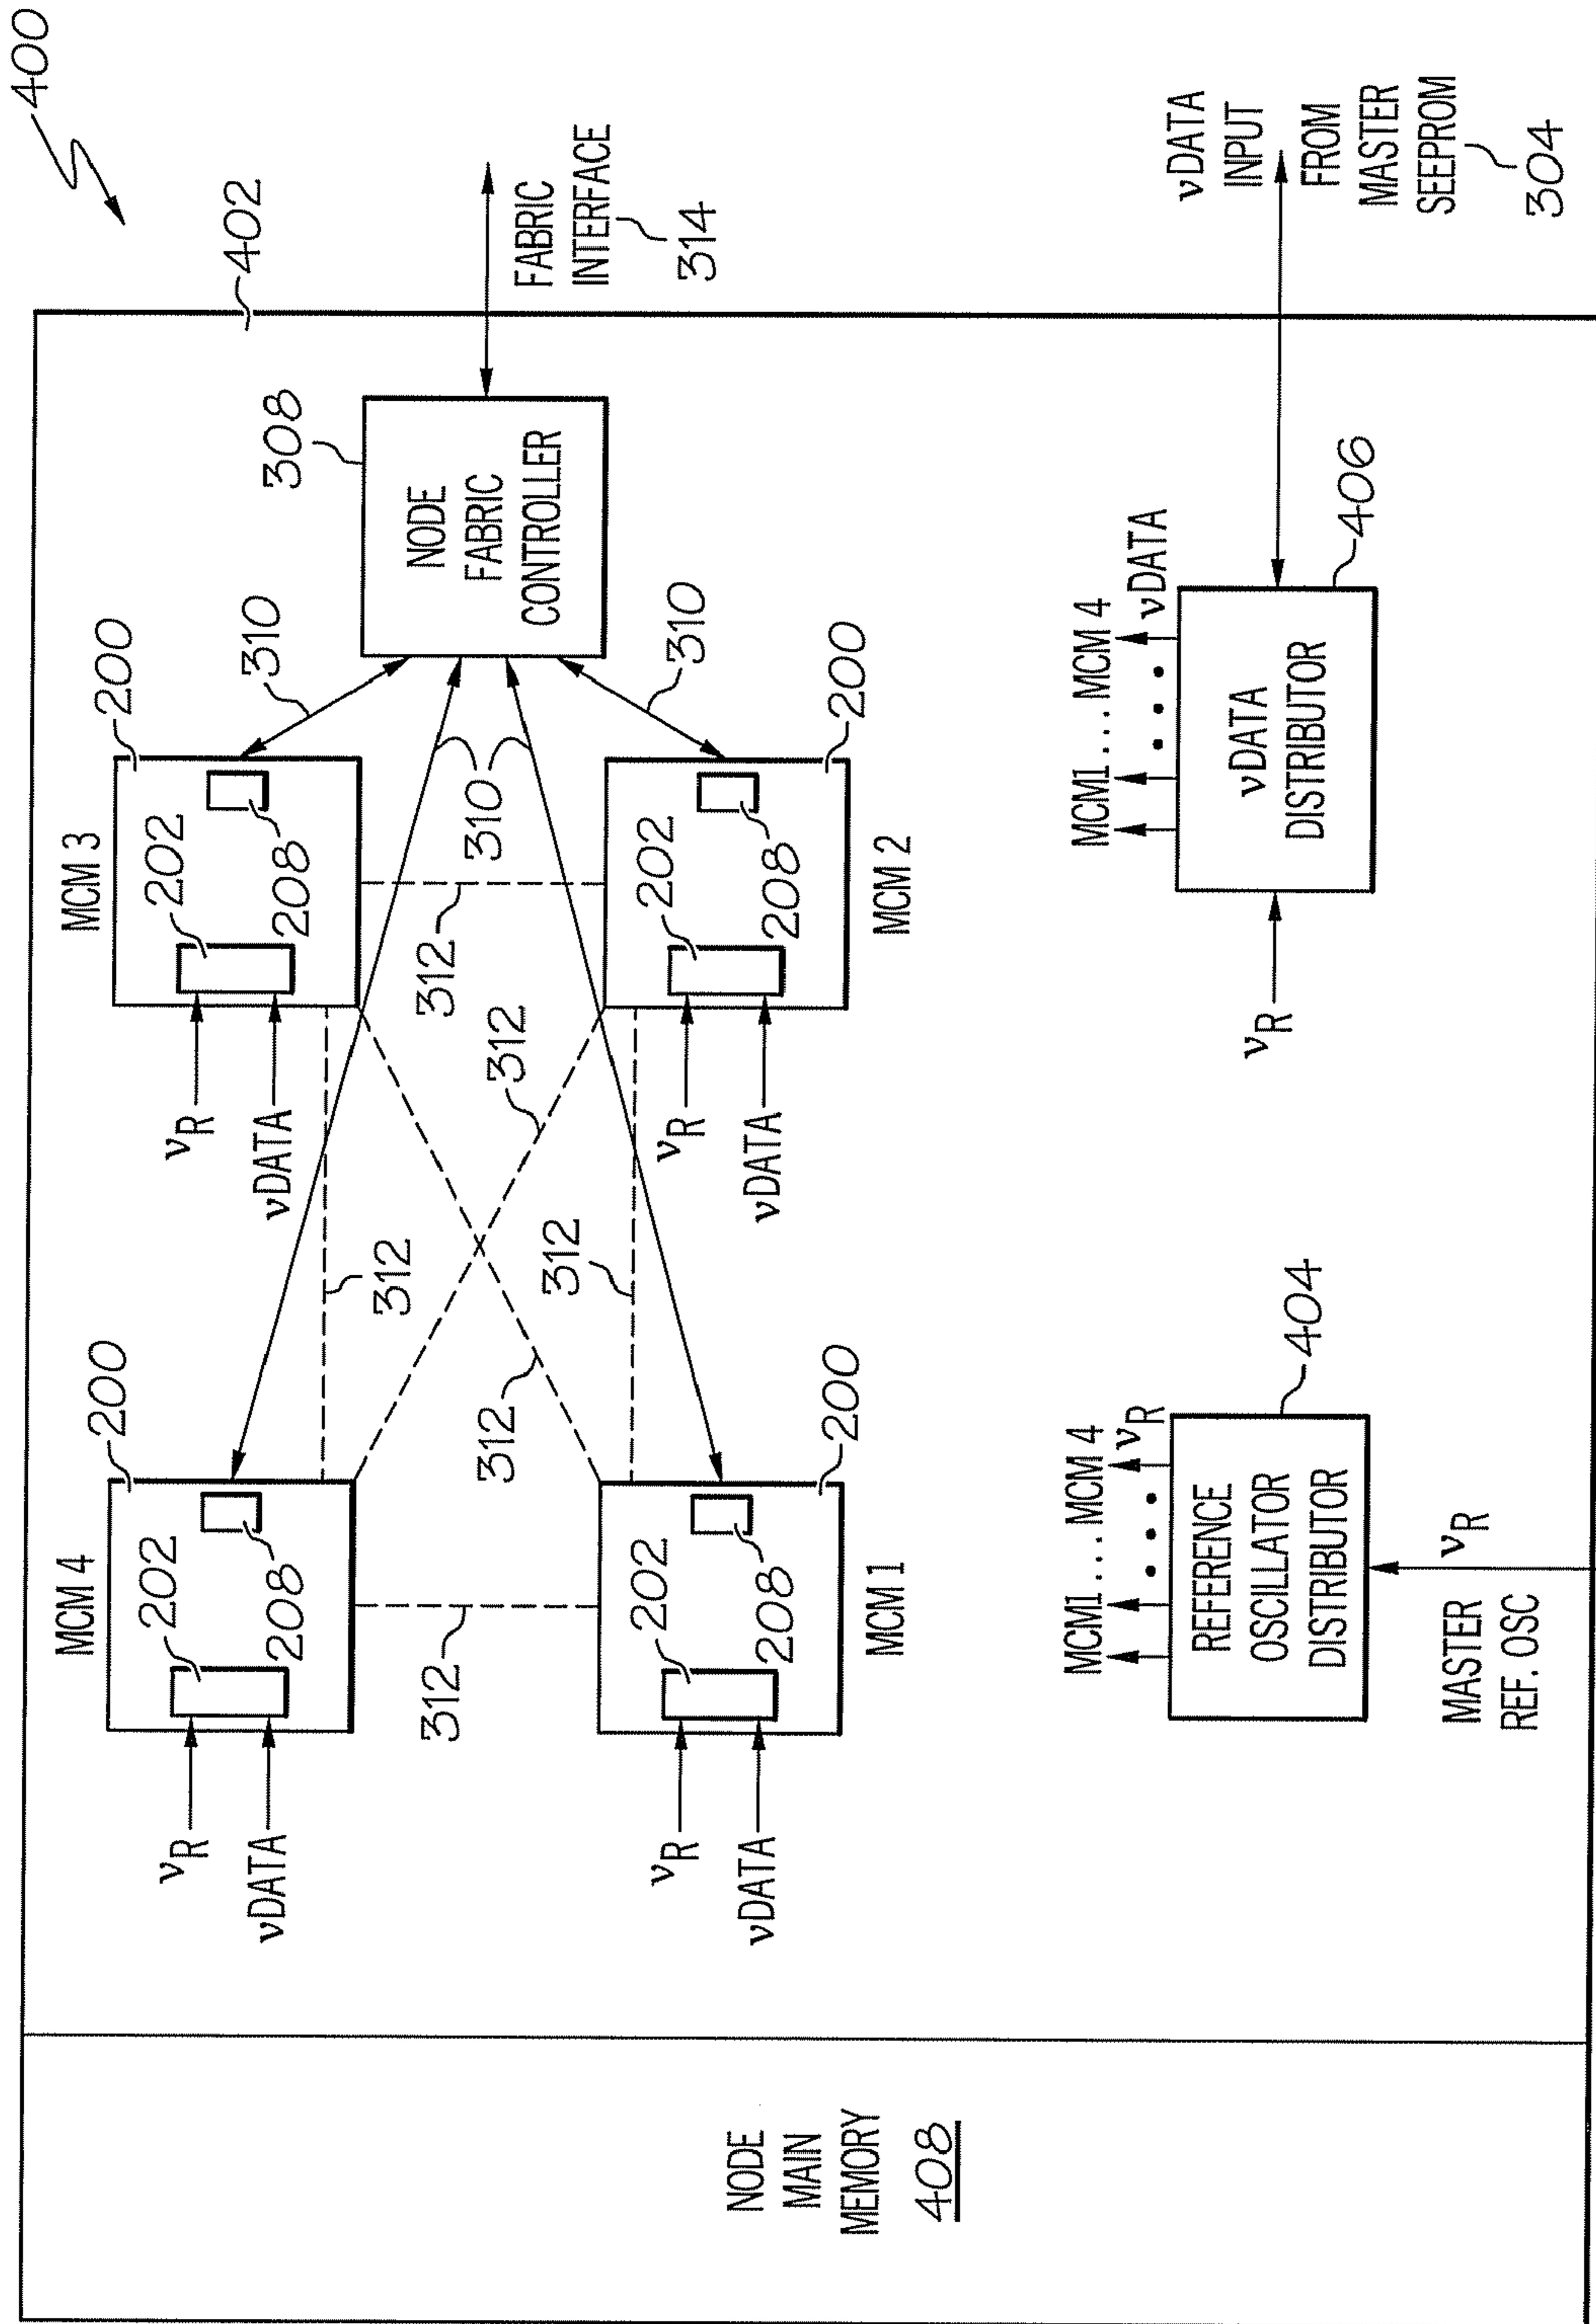 400
402
MCM 4
200
202
208
νR
νDATA
MCM 3
200
202
208
νR
νDATA
310
308
NODE
FABRIC
CONTROLLER
FABRIC
INTERFACE
314
312
312
312
312
312
312
310
310
MCM 1
200
202
208
νR
νDATA
MCM 2
200
202
208
νR
νDATA
MCM1...MCM 4
νR
REFERENCE
OSCILLATOR
DISTRIBUTOR
404
MASTER
REF. OSC
νR
MCM1...MCM 4
νDATA
νDATA
DISTRIBUTOR
406
νR
νDATA
INPUT
FROM
MASTER
SEEPROM
304
NODE
MAIN
MEMORY
408